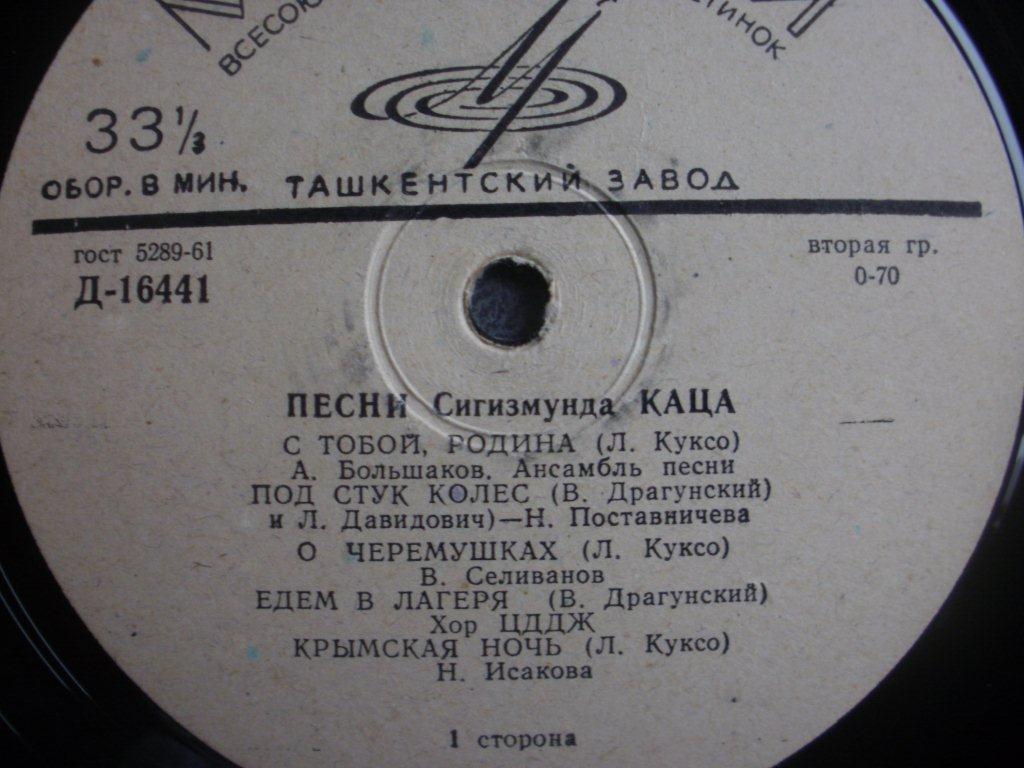 33⅓
ОБОР. В МИН. ТАШКЕНТСКИЙ ЗАВОД
гост 5289-61
вторая гр.
Д-16441
0-70
ПЕСНИ Сигизмунда КАЦА
С ТОБОЙ, РОДИНА (Л. Куксо)
А. Большаков. Ансамбль песни
ПОД СТУК КОЛЕС (В. Драгунский)
и Л. Давидович)—Н. Поставничева
О ЧЕРЕМУШКАХ (Л. Куксо)
В. Селиванов
ЕДЕМ В ЛАГЕРЯ (В. Драгунский)
Хор ЦДДЖ
КРЫМСКАЯ НОЧЬ (Л. Куксо)
Н. Исакова
1 сторона